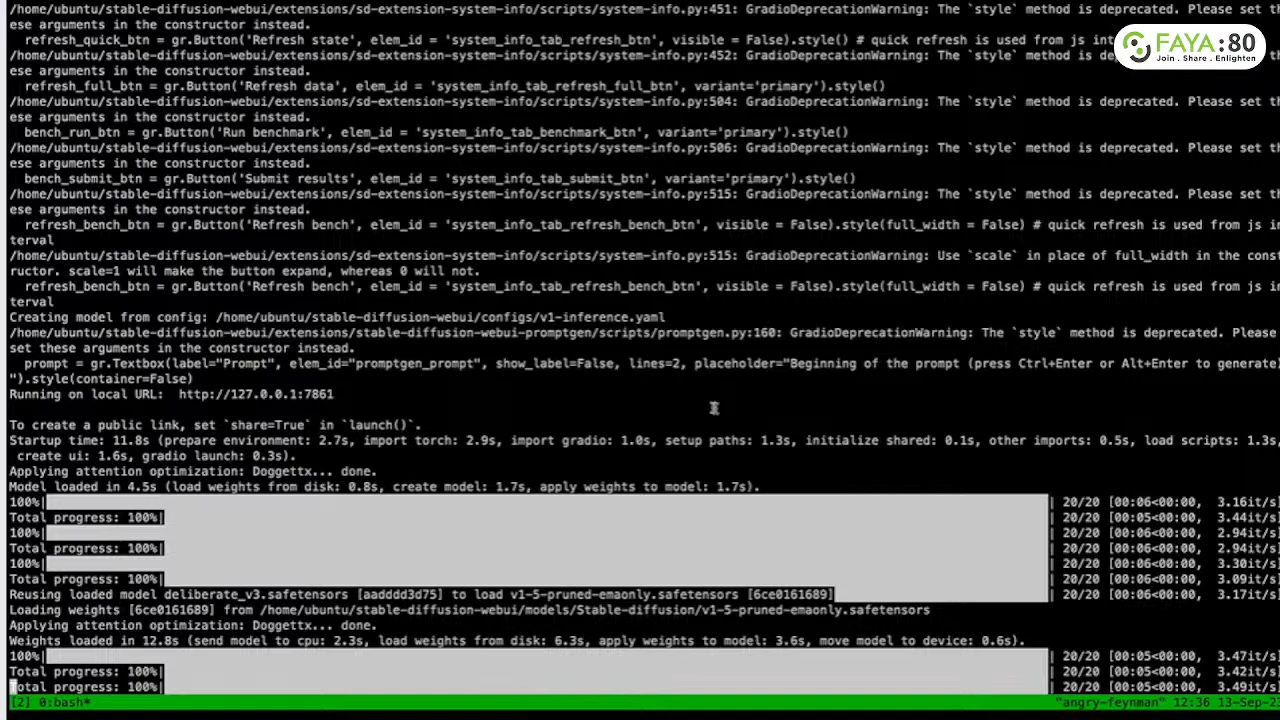 /home/ubuntu/stable-diffusion-webui/extensions/sd-extension-system-info/scripts/system-info.py:451: GradioDeprecationWarning: The `style` method is deprecated. Please set th
ese arguments in the constructor instead.
  refresh_quick_btn = gr.Button('Refresh state', elem_id = 'system_info_tab_refresh_btn', visible = False).style() # quick refresh is used from js int
/home/ubuntu/stable-diffusion-webui/extensions/sd-extension-system-info/scripts/system-info.py:452: GradioDeprecationWarning: The `style` method is deprecated. Please set th
ese arguments in the constructor instead.
  refresh_full_btn = gr.Button('Refresh data', elem_id = 'system_info_tab_refresh_full_btn', variant='primary').style()
/home/ubuntu/stable-diffusion-webui/extensions/sd-extension-system-info/scripts/system-info.py:504: GradioDeprecationWarning: The `style` method is deprecated. Please set th
ese arguments in the constructor instead.
  bench_run_btn = gr.Button('Run benchmark', elem_id = 'system_info_tab_benchmark_btn', variant='primary').style()
/home/ubuntu/stable-diffusion-webui/extensions/sd-extension-system-info/scripts/system-info.py:506: GradioDeprecationWarning: The `style` method is deprecated. Please set th
ese arguments in the constructor instead.
  bench_submit_btn = gr.Button('Submit results', elem_id = 'system_info_tab_submit_btn', variant='primary').style()
/home/ubuntu/stable-diffusion-webui/extensions/sd-extension-system-info/scripts/system-info.py:515: GradioDeprecationWarning: The `style` method is deprecated. Please set th
ese arguments in the constructor instead.
  refresh_bench_btn = gr.Button('Refresh bench', elem_id = 'system_info_tab_refresh_bench_btn', visible = False).style(full_width = False) # quick refresh is used from js in
terval
/home/ubuntu/stable-diffusion-webui/extensions/sd-extension-system-info/scripts/system-info.py:515: GradioDeprecationWarning: Use `scale` in place of full_width in the const
ructor. scale=1 will make the button expand, whereas 0 will not.
  refresh_bench_btn = gr.Button('Refresh bench', elem_id = 'system_info_tab_refresh_bench_btn', visible = False).style(full_width = False) # quick refresh is used from js in
terval
Creating model from config: /home/ubuntu/stable-diffusion-webui/configs/v1-inference.yaml
/home/ubuntu/stable-diffusion-webui/extensions/stable-diffusion-webui-promptgen/scripts/promptgen.py:160: GradioDeprecationWarning: The `style` method is deprecated. Please
set these arguments in the constructor instead.
  prompt = gr.Textbox(label="Prompt", elem_id="promptgen_prompt", show_label=False, lines=2, placeholder="Beginning of the prompt (press Ctrl+Enter or Alt+Enter to generate)
").style(container=False)
Running on local URL:  http://127.0.0.1:7861
To create a public link, set `share=True` in `launch()`.
Startup time: 11.8s (prepare environment: 2.7s, import torch: 2.9s, import gradio: 1.0s, setup paths: 1.3s, initialize shared: 0.1s, other imports: 0.5s, load scripts: 1.3s,
 create ui: 1.6s, gradio launch: 0.3s).
Applying attention optimization: Doggettx... done.
Model loaded in 4.5s (load weights from disk: 0.8s, create model: 1.7s, apply weights to model: 1.7s).
100%| | 20/20 [00:06<00:00,  3.16it/s]
Total progress: 100%| | 20/20 [00:05<00:00,  3.44it/s]
100%| | 20/20 [00:06<00:00,  2.94it/s]
Total progress: 100%| | 20/20 [00:06<00:00,  2.94it/s]
100%| | 20/20 [00:06<00:00,  3.30it/s]
Total progress: 100%| | 20/20 [00:06<00:00,  3.09it/s]
Reusing loaded model deliberate_v3.safetensors [aadddd3d75] to load v1-5-pruned-emaonly.safetensors [6ce0161689] | 20/20 [00:06<00:00,  3.17it/s]
Loading weights [6ce0161689] from /home/ubuntu/stable-diffusion-webui/models/Stable-diffusion/v1-5-pruned-emaonly.safetensors
Applying attention optimization: Doggettx... done.
Weights loaded in 12.8s (send model to cpu: 2.3s, load weights from disk: 6.3s, apply weights to model: 3.6s, move model to device: 0.6s).
100%| | 20/20 [00:05<00:00,  3.47it/s]
Total progress: 100%| | 20/20 [00:05<00:00,  3.42it/s]
Total progress: 100%| | 20/20 [00:05<00:00,  3.49it/s]
[2] 0:bash* "angry-feynman" 12:36 13-Sep-23
FAYA:80
Join . Share . Enlighten